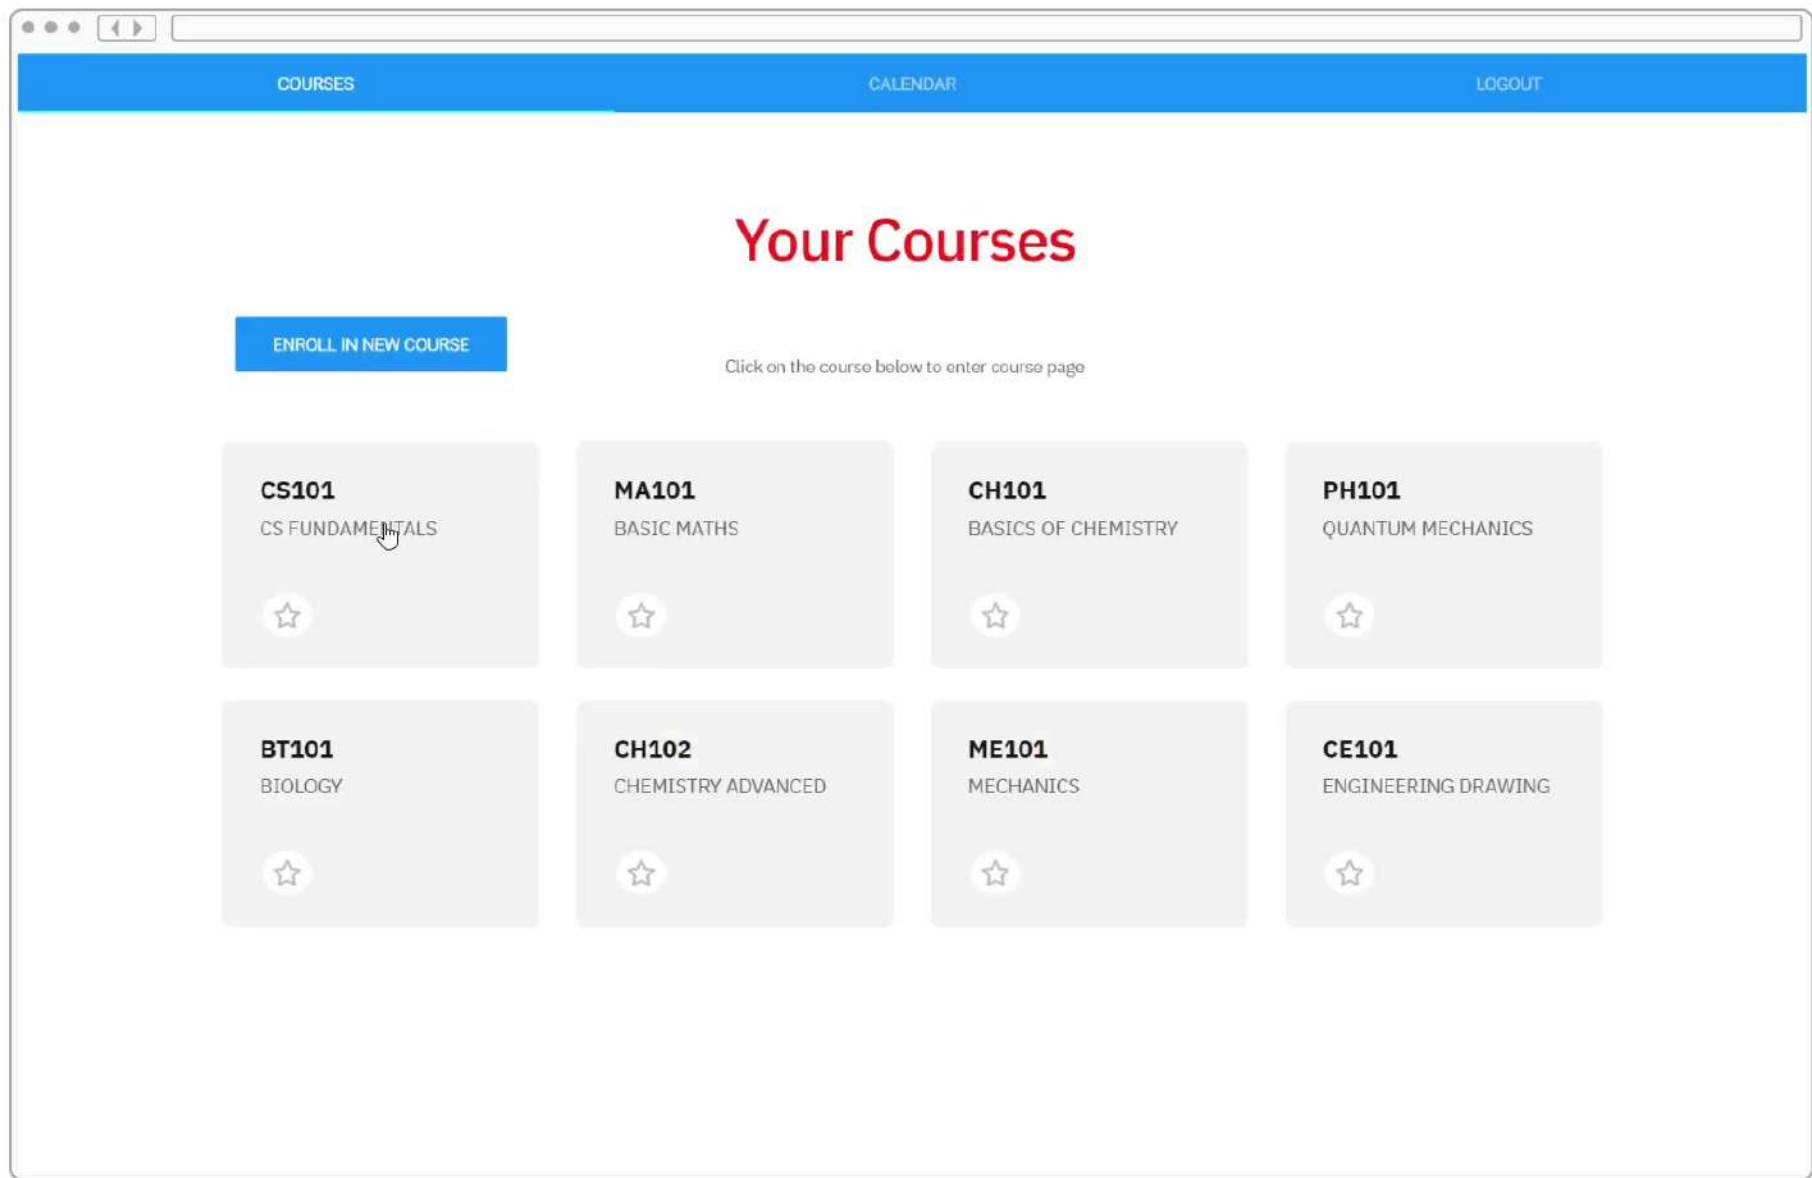 COURSES CALENDAR LOGOUT
Your Courses
ENROLL IN NEW COURSE
Click on the course below to enter course page
CS101 MA101 CH101 PH101
CS FUNDAMENTALS BASIC MATHS BASICS OF CHEMISTRY QUANTUM MECHANICS
BT101 CH102 ME101 CE101
BIOLOGY CHEMISTRY ADVANCED MECHANICS ENGINEERING DRAWING